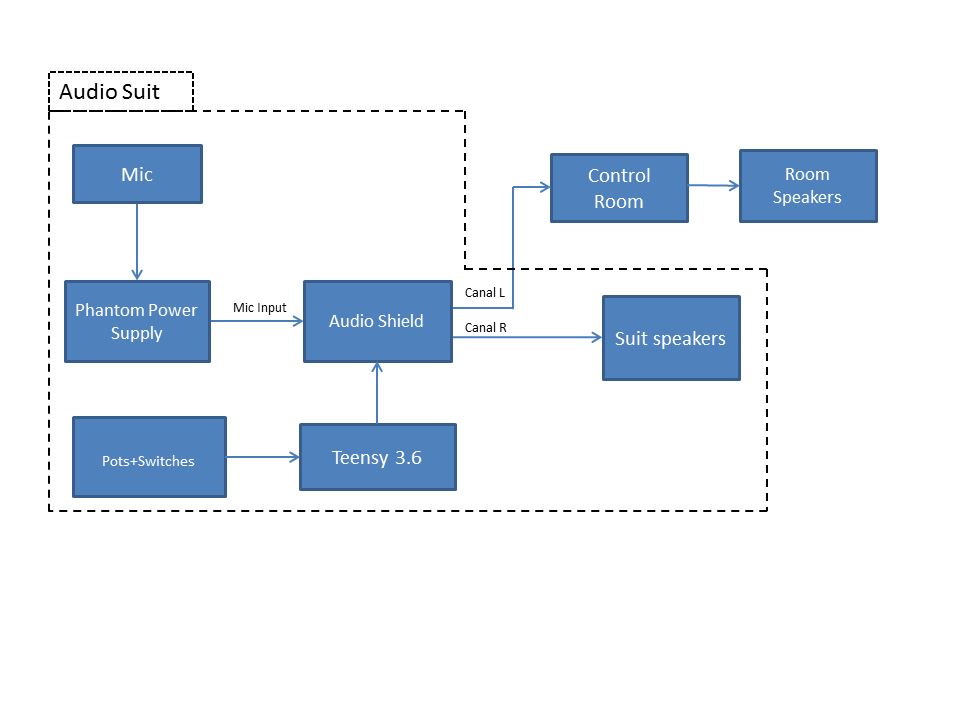 Audio Suit
Mic
Control
Room
Room
Speakers
Phantom Power
Supply
Mic Input
Audio Shield
Canal L
Canal R
Suit speakers
Pots+Switches
Teensy 3.6